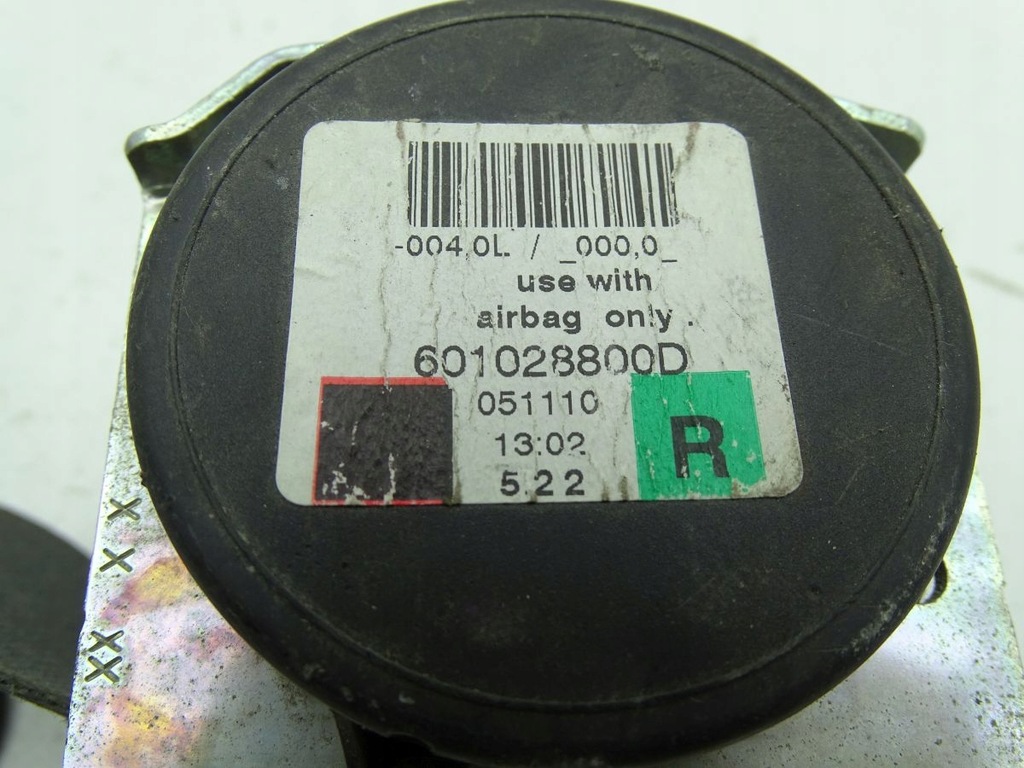 -004,0L / _000,0_
use with
airbag only.
601028800D
051110
13:02
5.22
R
X
X
X
X